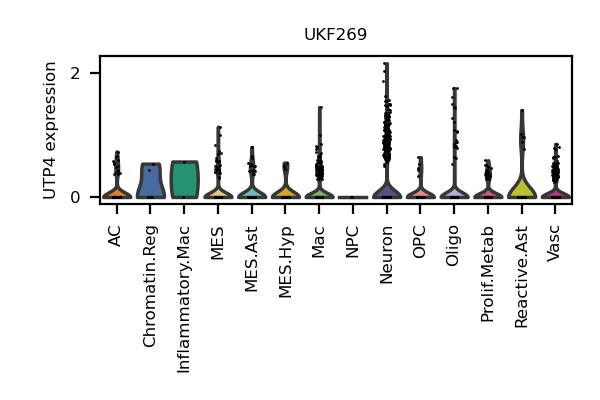 UKF269
UTP4 expression
2
0
AC
Chromatin.Reg
Inflammatory.Mac
MES
MES.Ast
MES.Hyp
Mac
NPC
Neuron
OPC
Oligo
Prolif.Metab
Reactive.Ast
Vasc